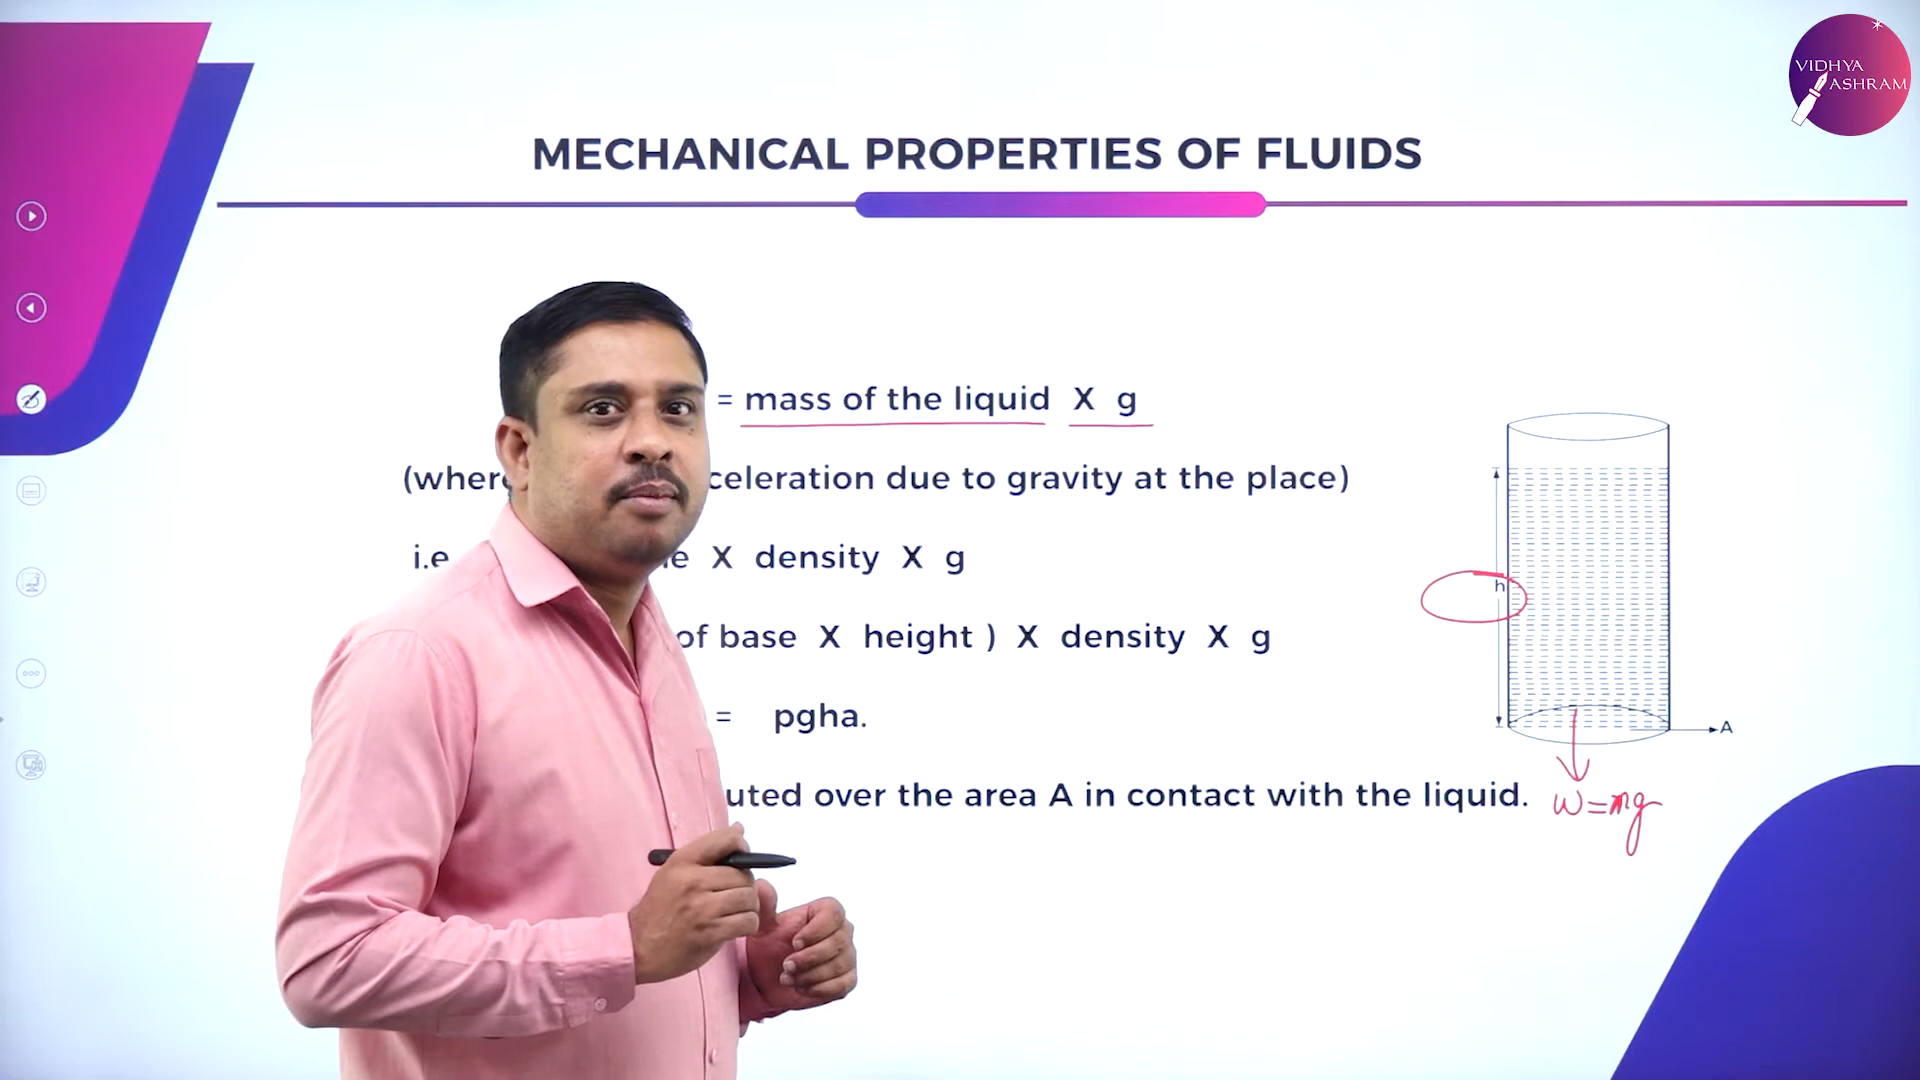 VIDHYA
ASHRAM
MECHANICAL PROPERTIES OF FLUIDS
= mass of the liquid X g
(where celeration due to gravity at the place)
i.e X density X g
of base X height ) X density X g
= pgha.
uted over the area A in contact with the liquid.
h
A
w=mg